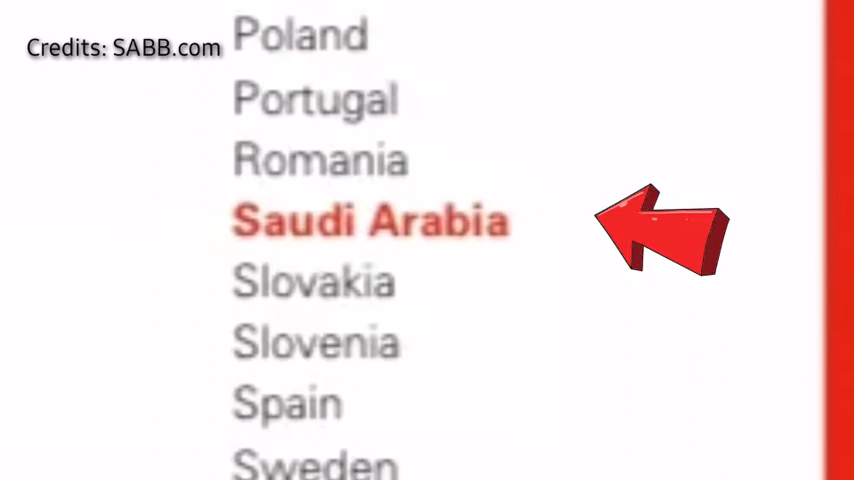 Credits: SABB.com
Poland
Portugal
Romania
Saudi Arabia
Slovakia
Slovenia
Spain
Sweden